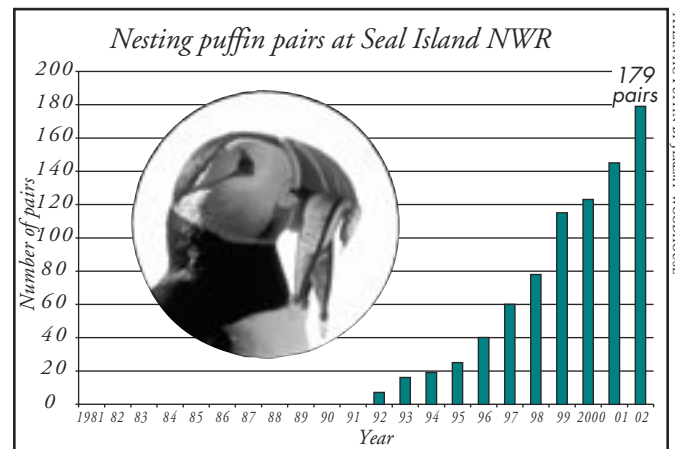 Nesting puffin pairs at Seal Island NWR
200
180
160
140
120
100
80
60
40
20
0
Number of pairs
179
pairs
1981 82 83 84 85 86 87 88 89 90 91 92 93 94 95 96 97 98 99 2000 01 02
Year